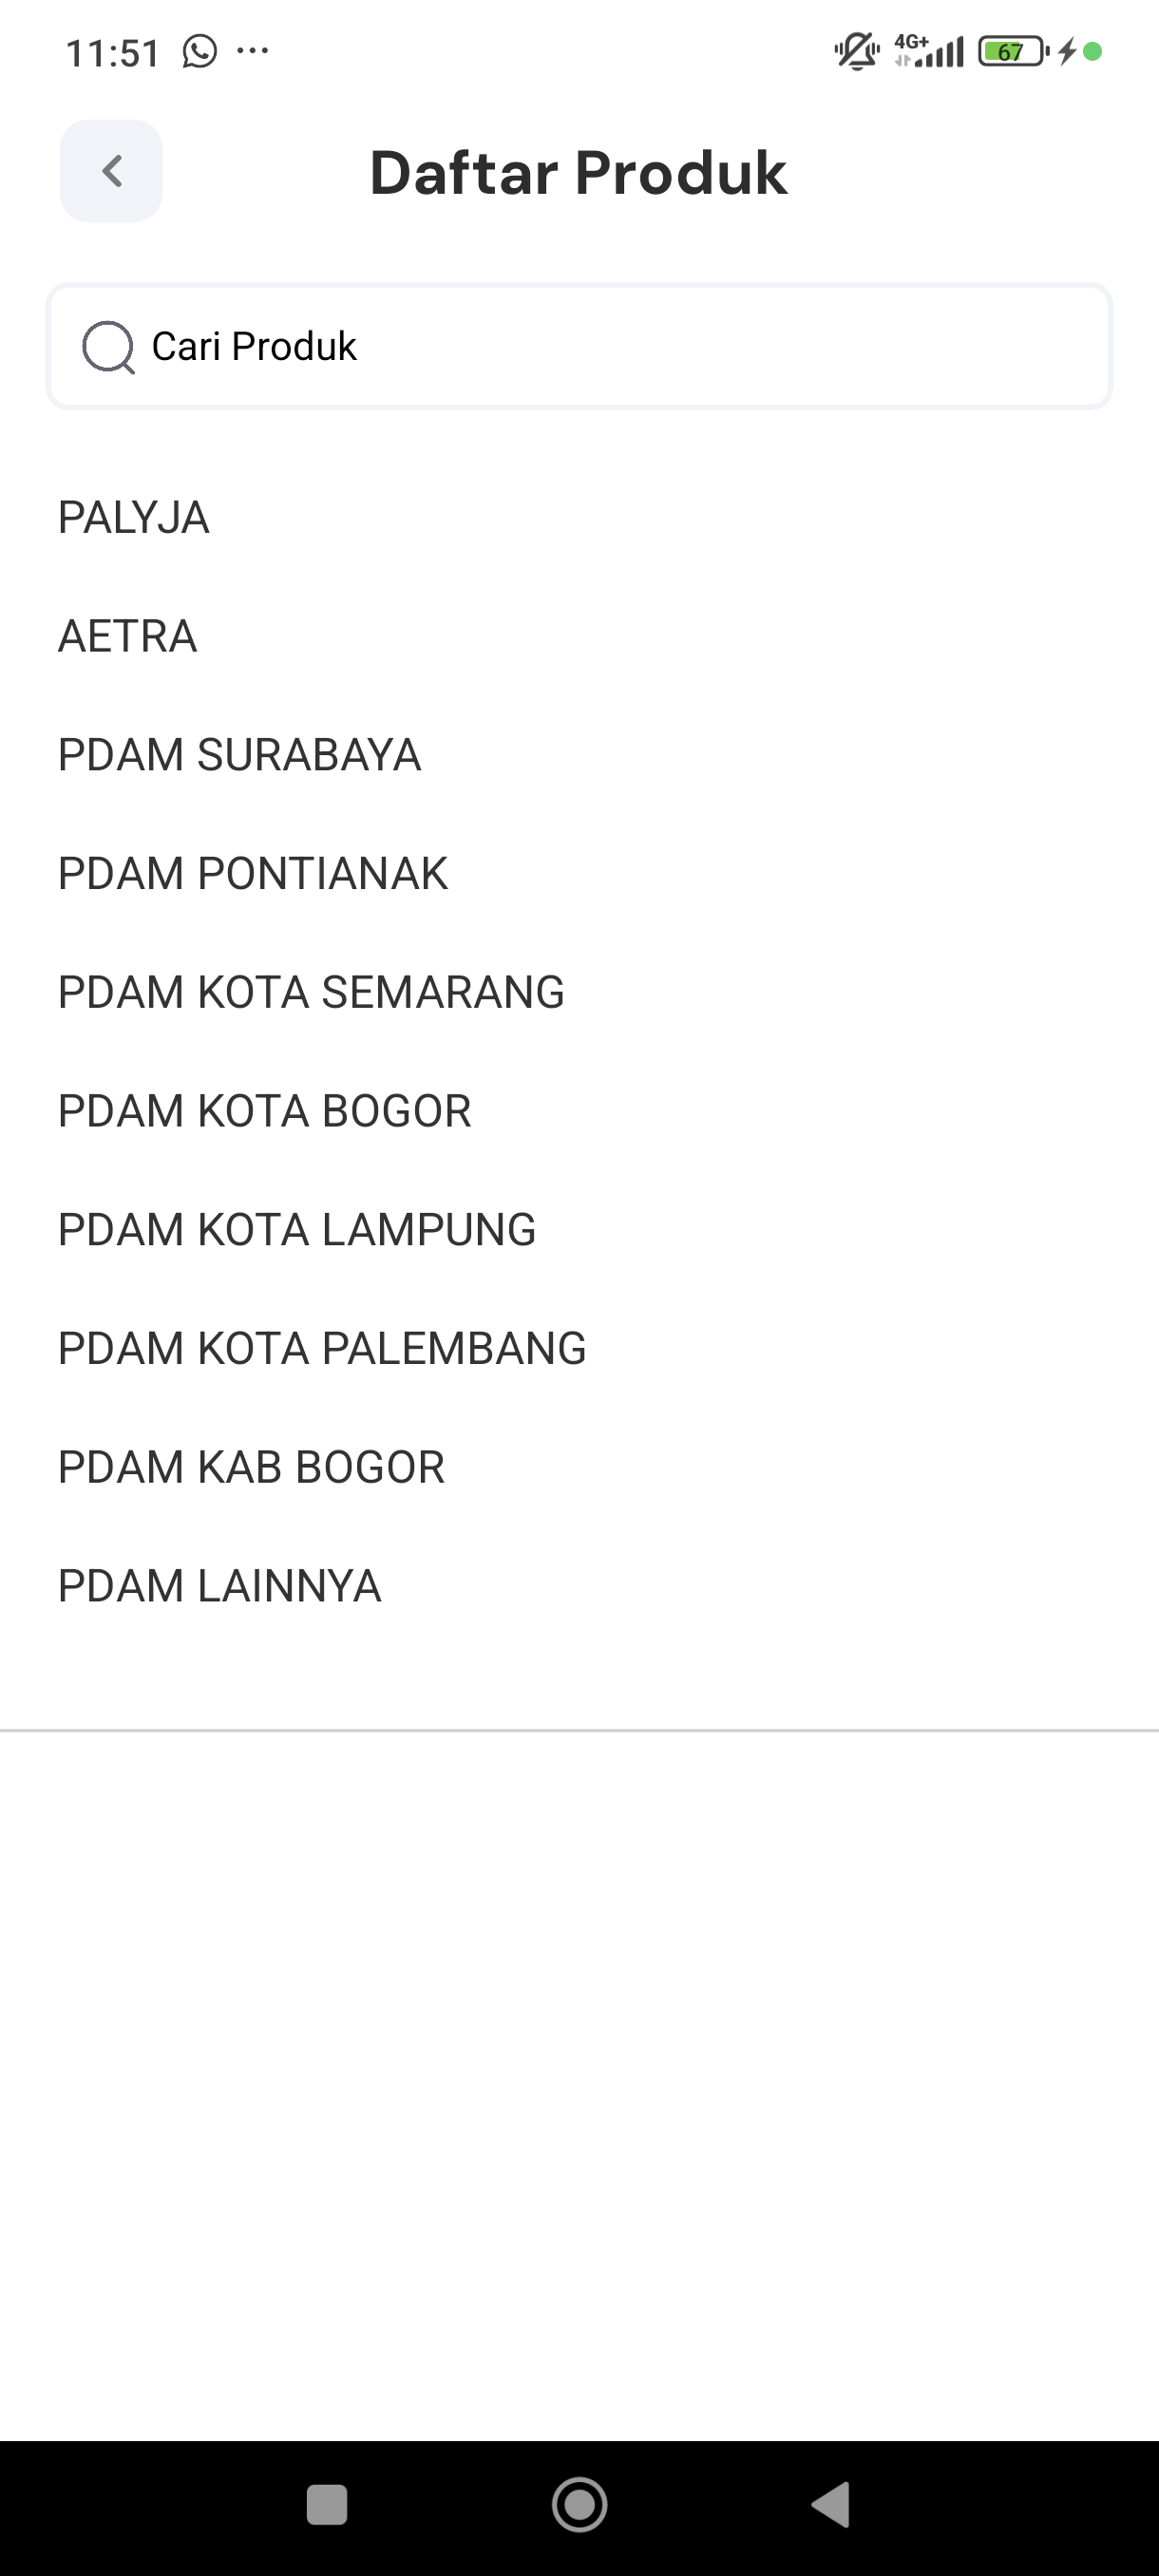 11:51
4G+
67
Daftar Produk
Cari Produk
PALYJA
AETRA
PDAM SURABAYA
PDAM PONTIANAK
PDAM KOTA SEMARANG
PDAM KOTA BOGOR
PDAM KOTA LAMPUNG
PDAM KOTA PALEMBANG
PDAM KAB BOGOR
PDAM LAINNYA